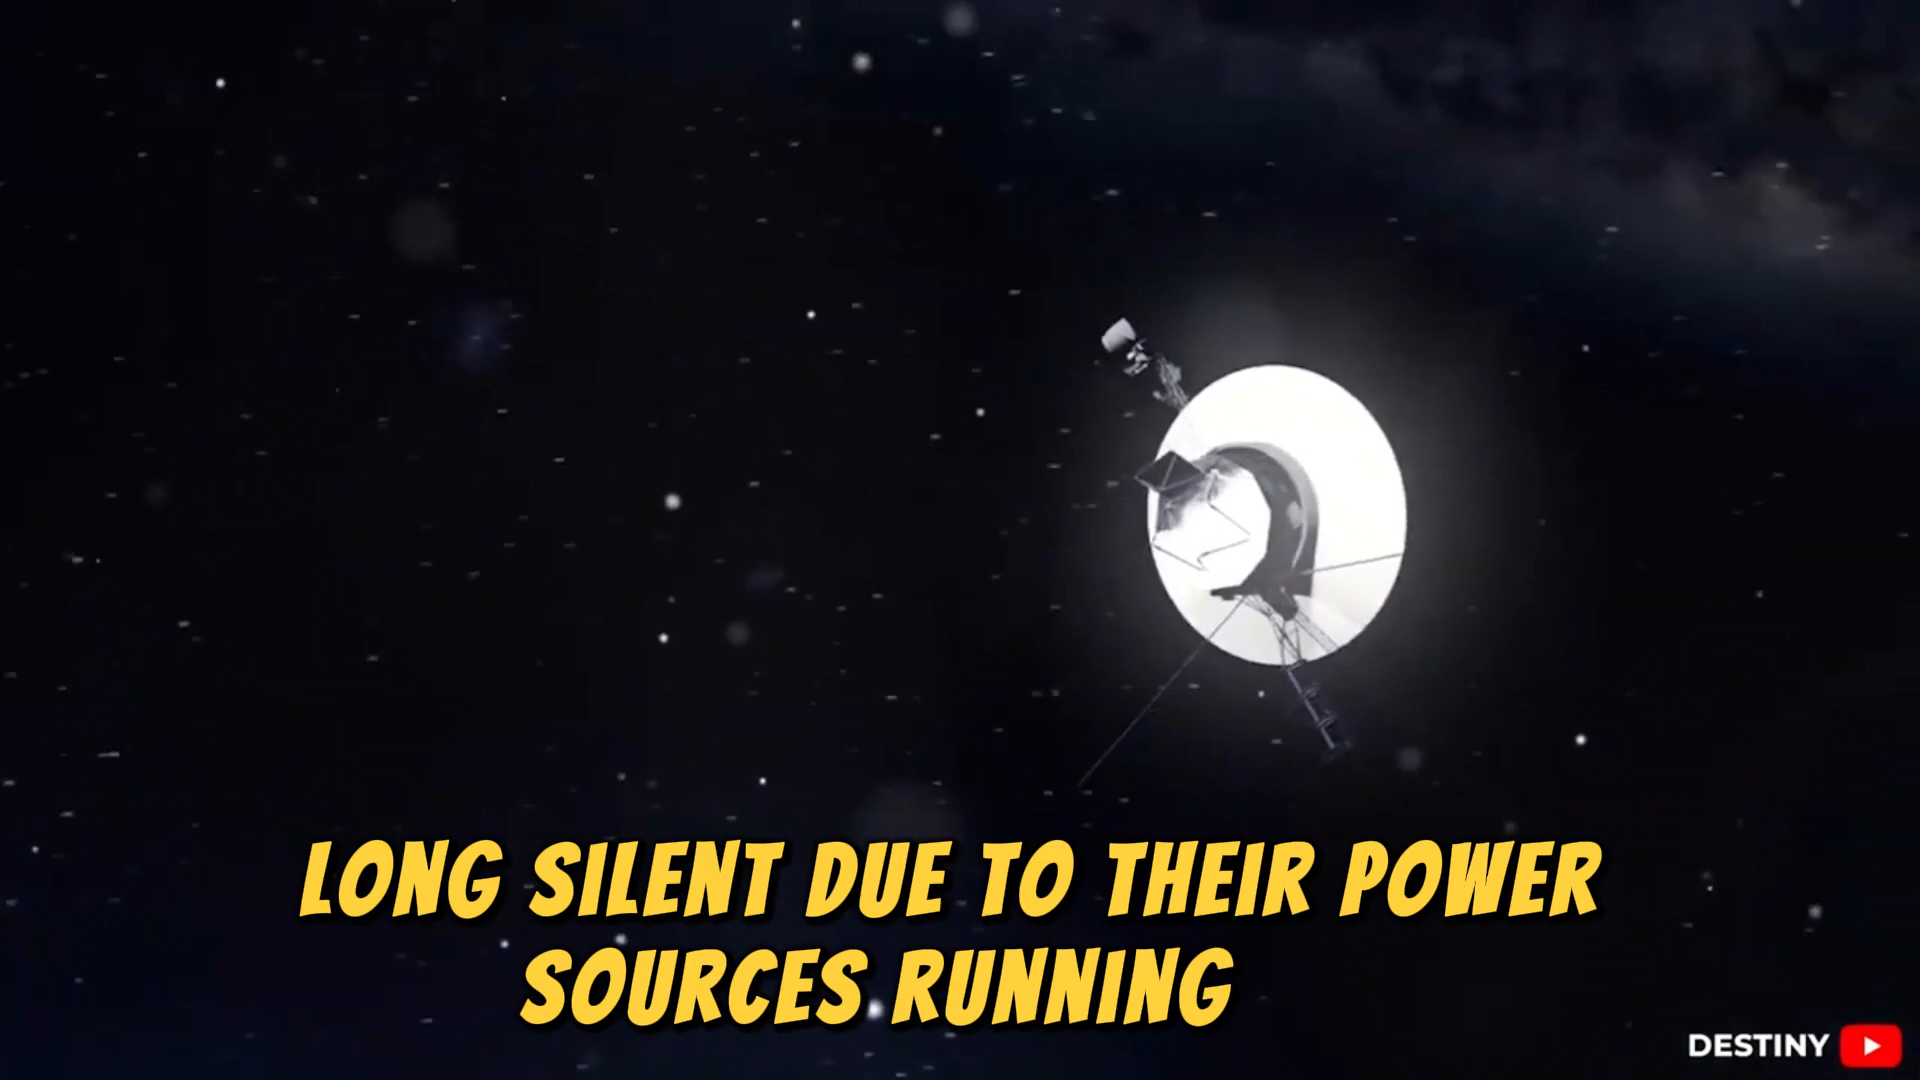 LONG SILENT DUE TO THEIR POWER
SOURCES RUNNING
DESTINY